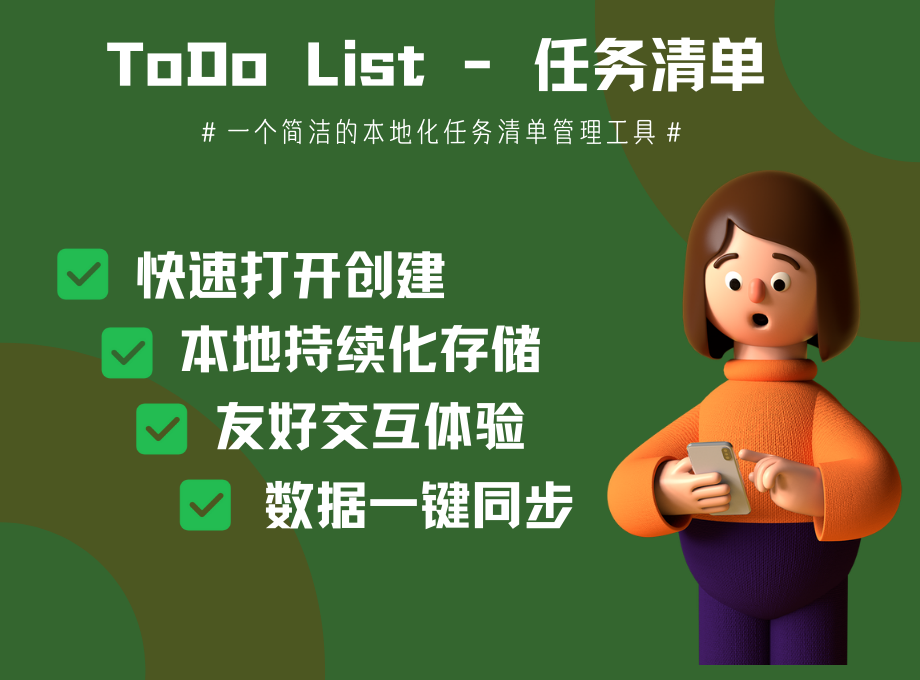 ToDo List - 任务清单
# 一个简洁的本地化任务清单管理工具 #
快速打开创建
本地持续化存储
友好交互体验
数据一键同步